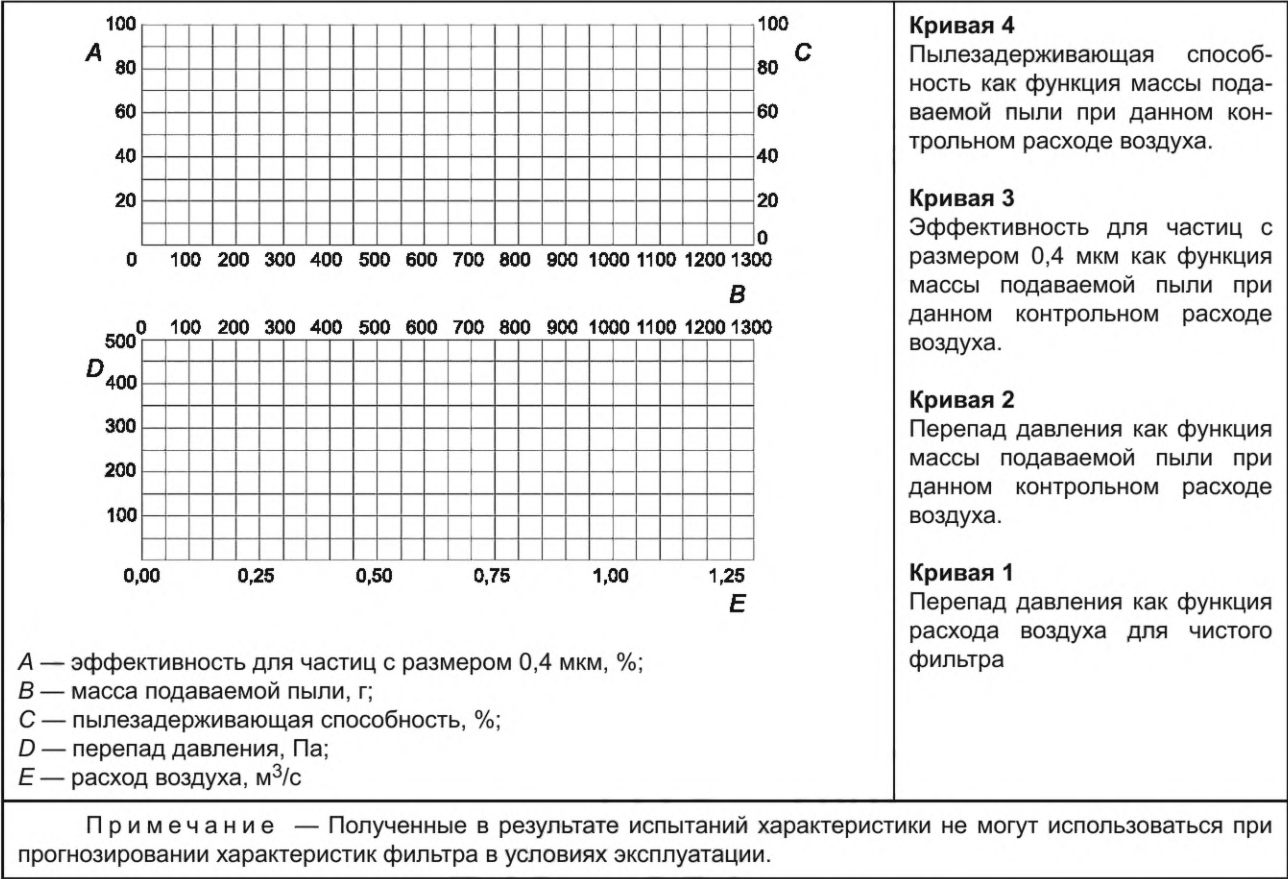 100
A
80
60
40
20
0 100 200 300 400 500 600 700 800 900 1000 1100 1200 1300
B
100
C
80
60
40
20
0
0 100 200 300 400 500 600 700 800 900 1000 1100 1200 1300
500
D
400
300
200
100
0,00 0,25 0,50 0,75 1,00 1,25
E
A — эффективность для частиц с размером 0,4 мкм, %;
B — масса подаваемой пыли, г;
C — пылезадерживающая способность, %;
D — перепад давления, Па;
E — расход воздуха, м³/с
Кривая 4
Пылезадерживающая способ-
ность как функция массы пода-
ваемой пыли при данном кон-
трольном расходе воздуха.
Кривая 3
Эффективность для частиц с
размером 0,4 мкм как функция
массы подаваемой пыли при
данном контрольном расходе
воздуха.
Кривая 2
Перепад давления как функция
массы подаваемой пыли при
данном контрольном расходе
воздуха.
Кривая 1
Перепад давления как функция
расхода воздуха для чистого
фильтра
Примечание — Полученные в результате испытаний характеристики не могут использоваться при
прогнозировании характеристик фильтра в условиях эксплуатации.